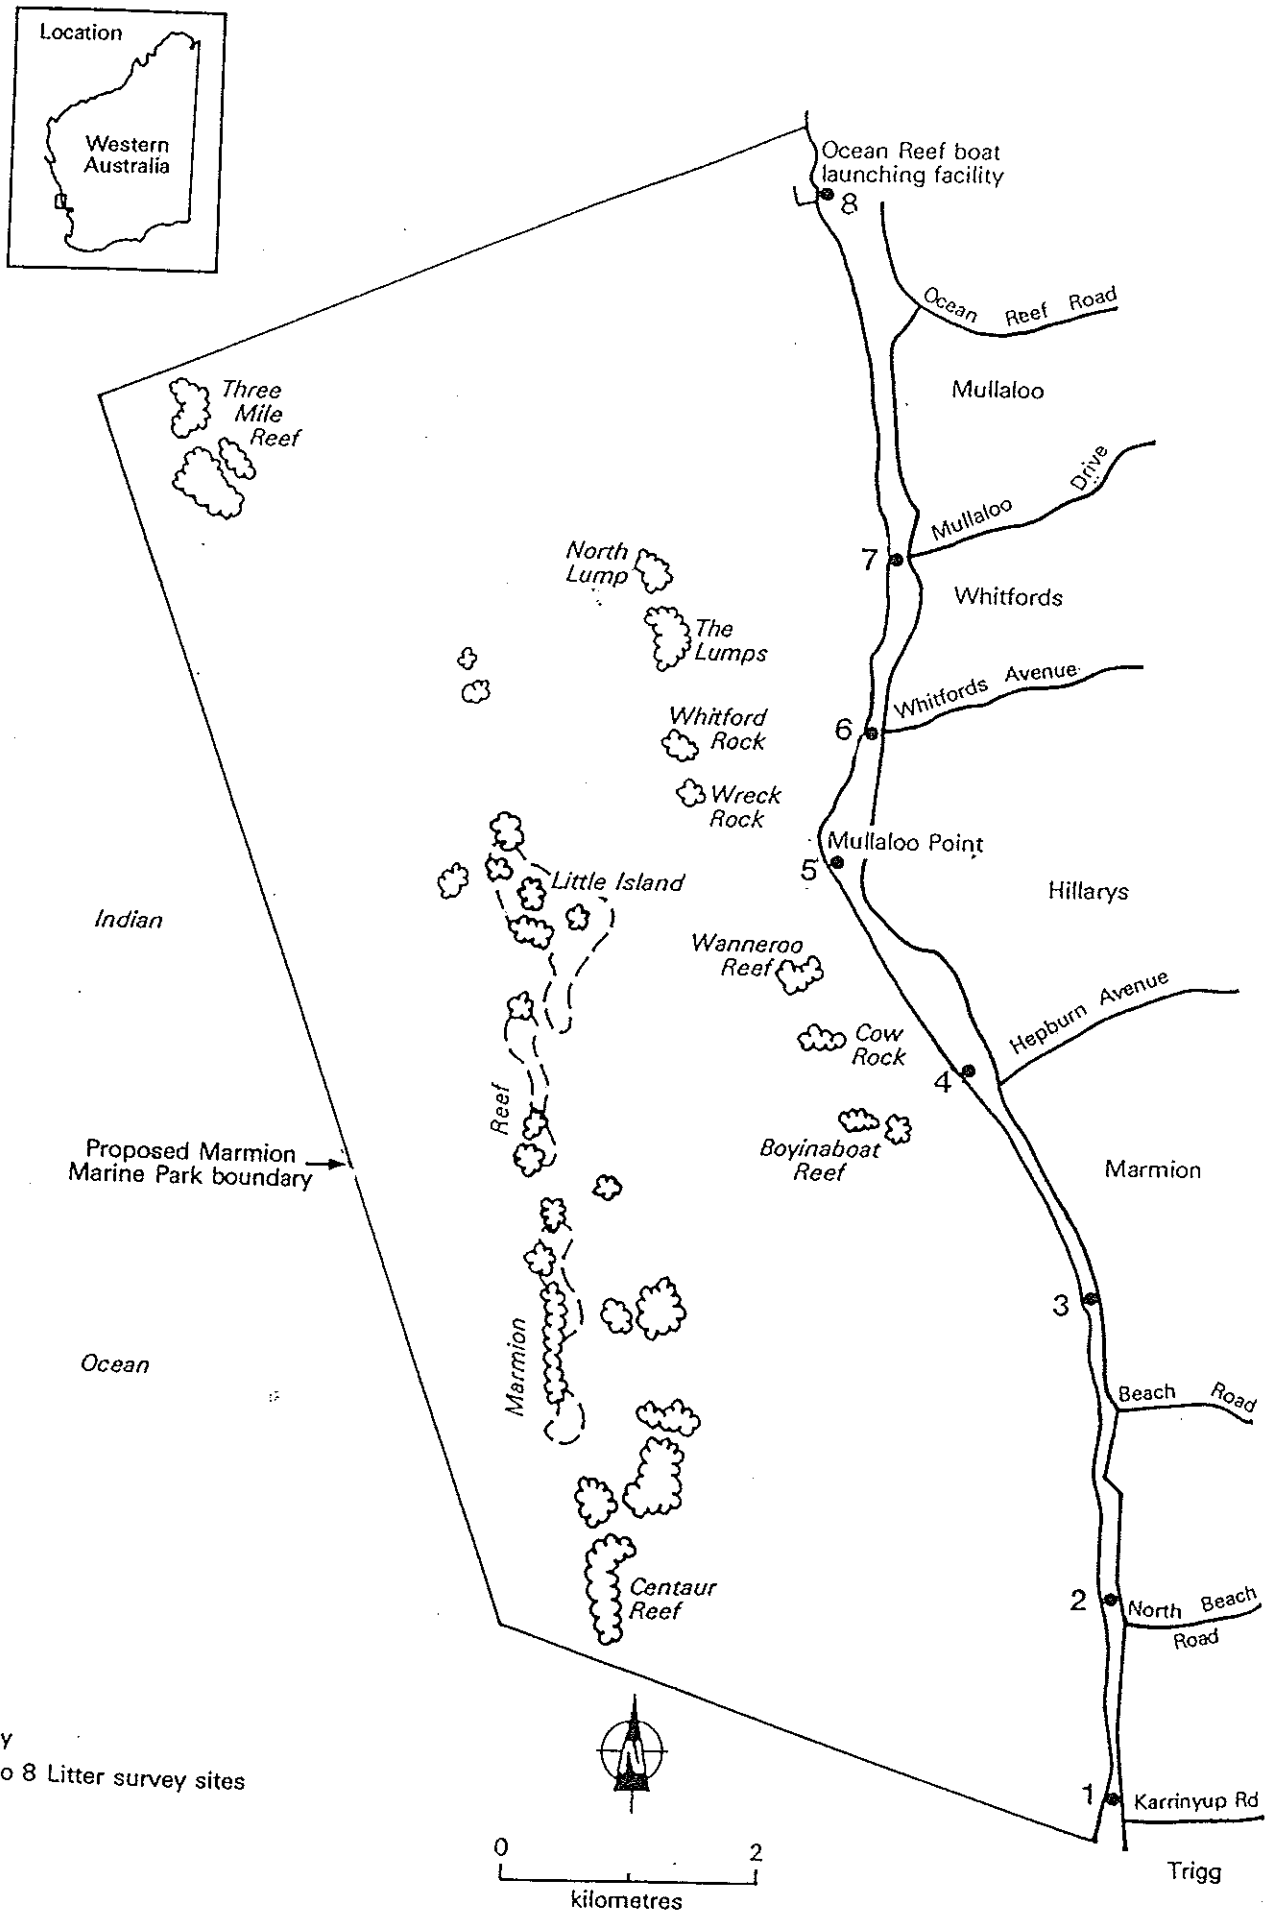 Location
Western
Australia
Ocean Reef boat
launching facility
8
Ocean Reef Road
Three
Mile
Reef
Mullaloo
Mullaloo Drive
North
Lump
7
Whitfords
The
Lumps
Whitfords Avenue
Whitford
Rock
6
Wreck
Rock
Mullaloo Point
5
Little Island
Hillarys
Indian
Wanneroo
Reef
Hepburn Avenue
Cow
Rock
4
Reef
Boyinaboat
Reef
Proposed Marmion
Marine Park boundary
Marmion
3
Marmion
Ocean
Beach Road
Centaur
Reef
2
North Beach
Road
y
o 8 Litter survey sites
1
Karrinyup Rd
0 2
kilometres
Trigg